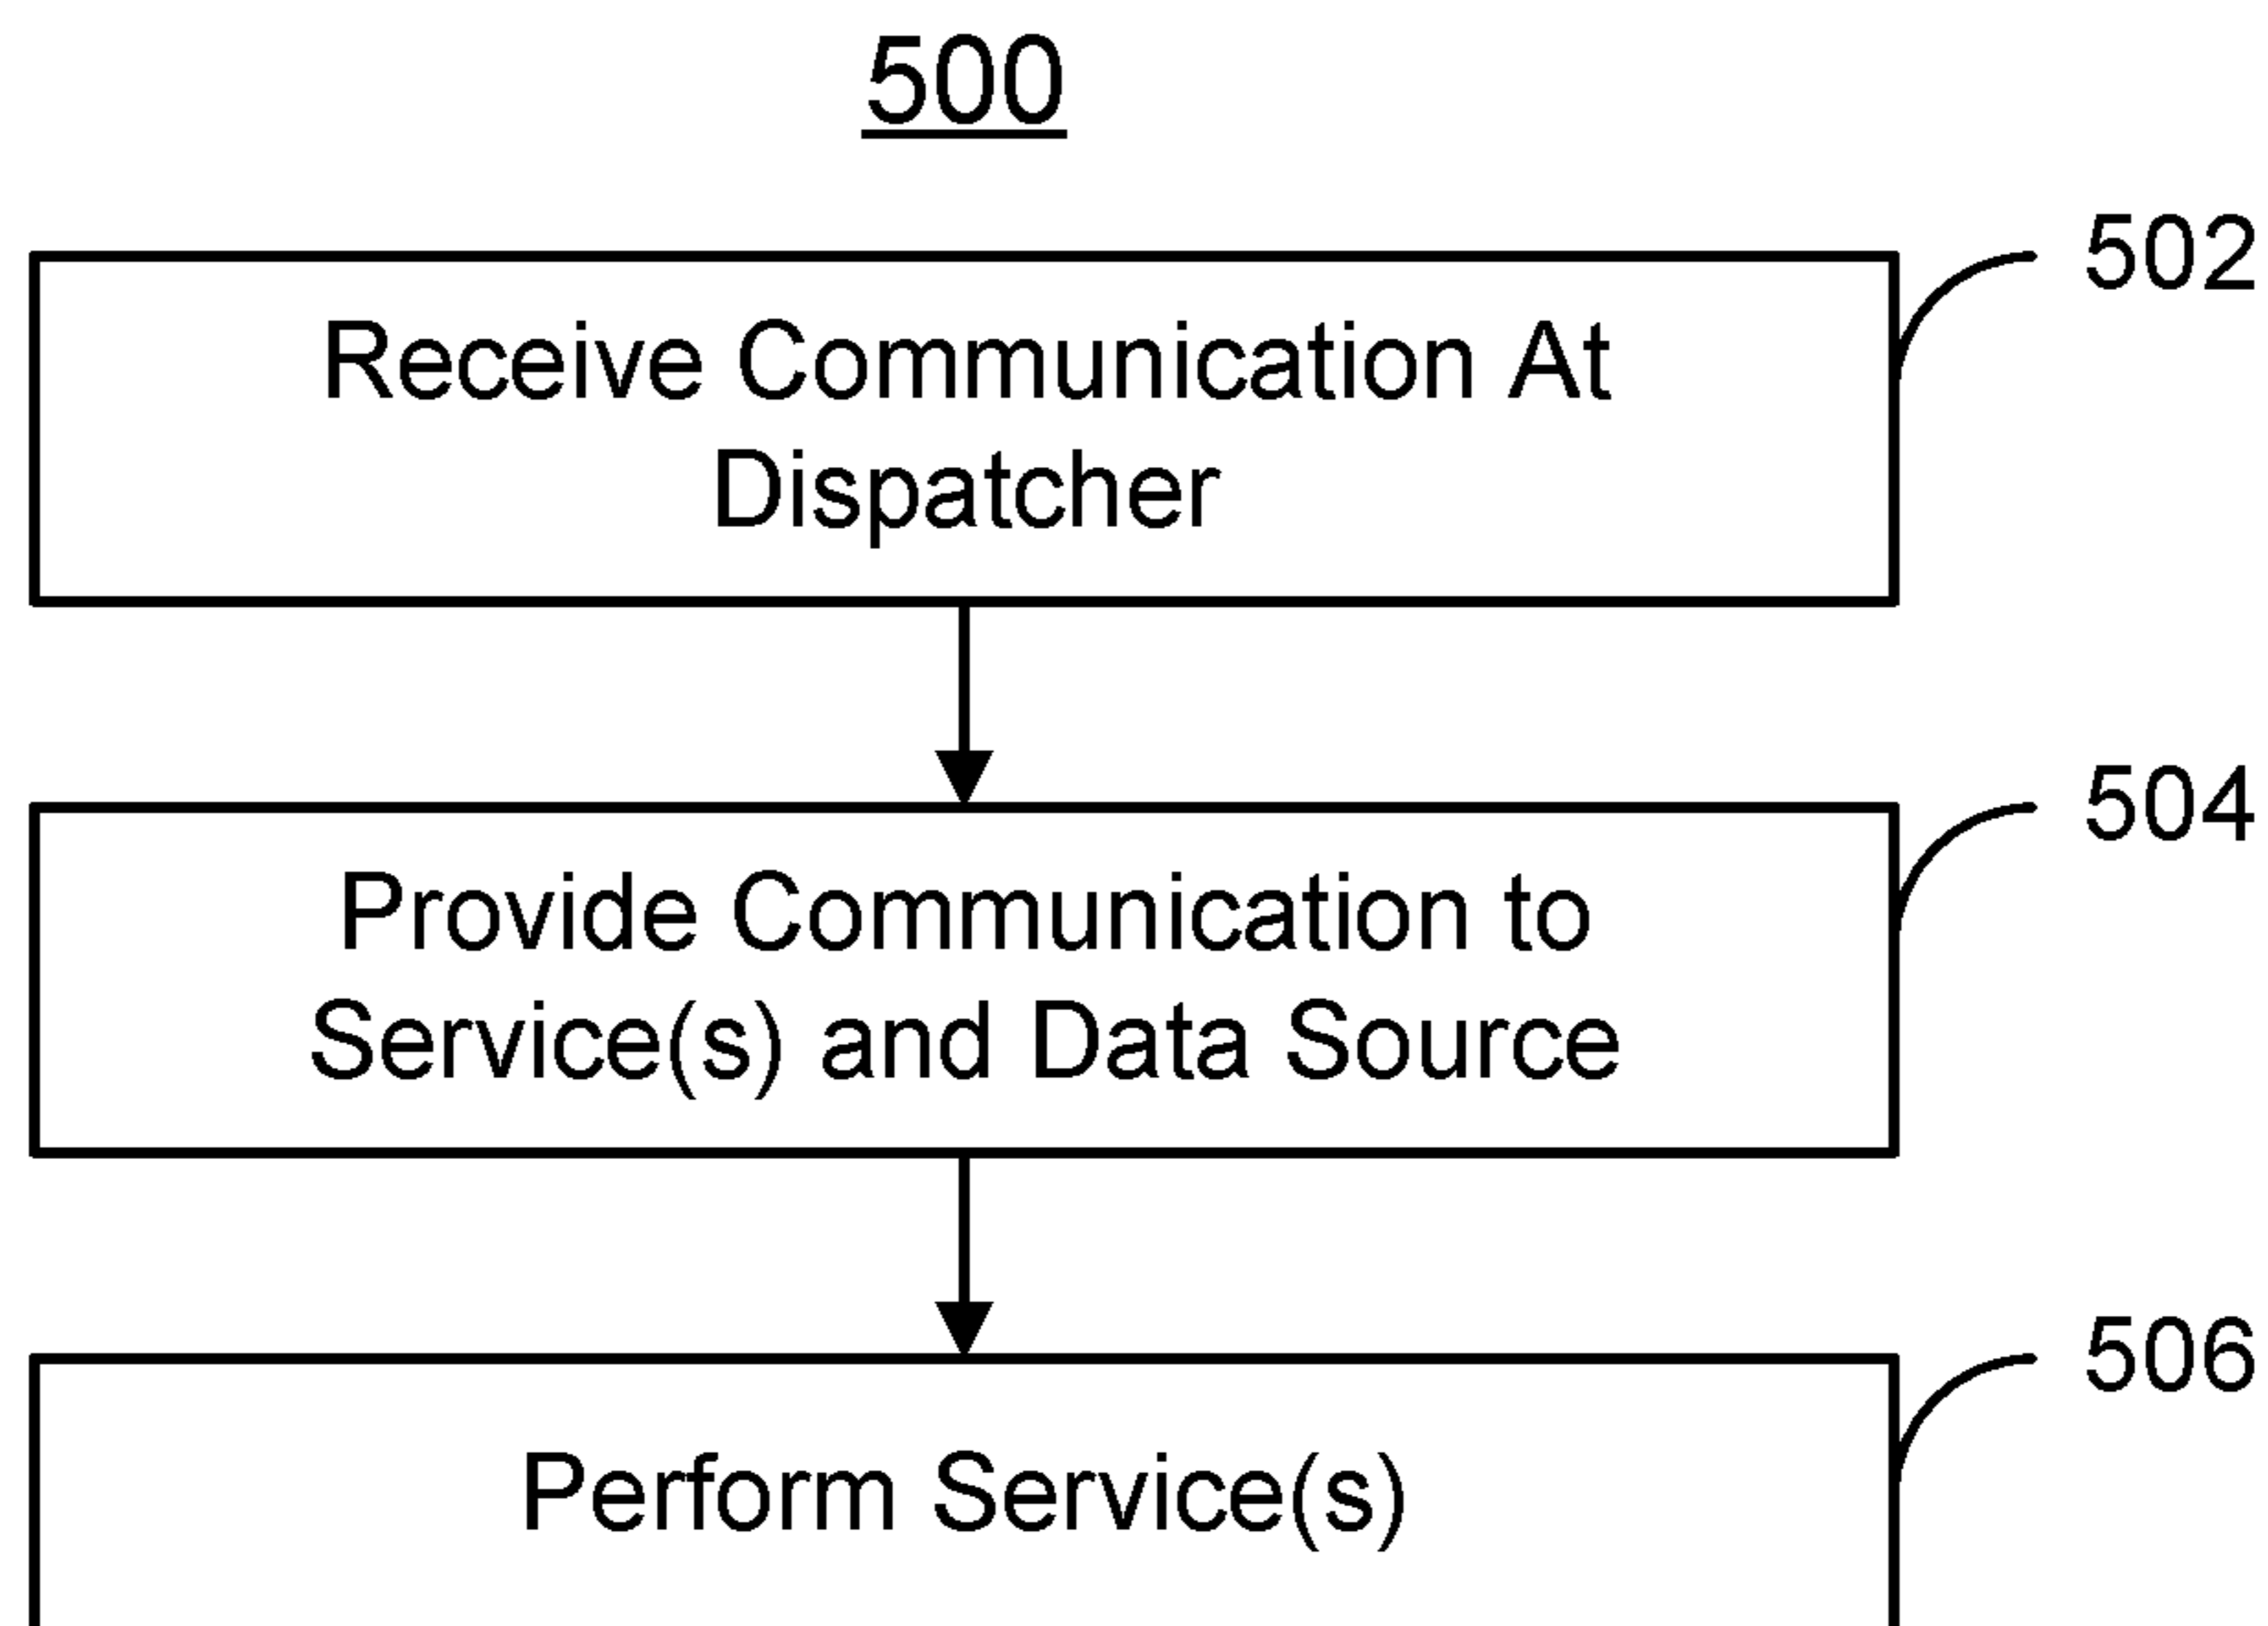 500
502
Receive Communication At
Dispatcher
504
Provide Communication to
Service(s) and Data Source
506
Perform Service(s)